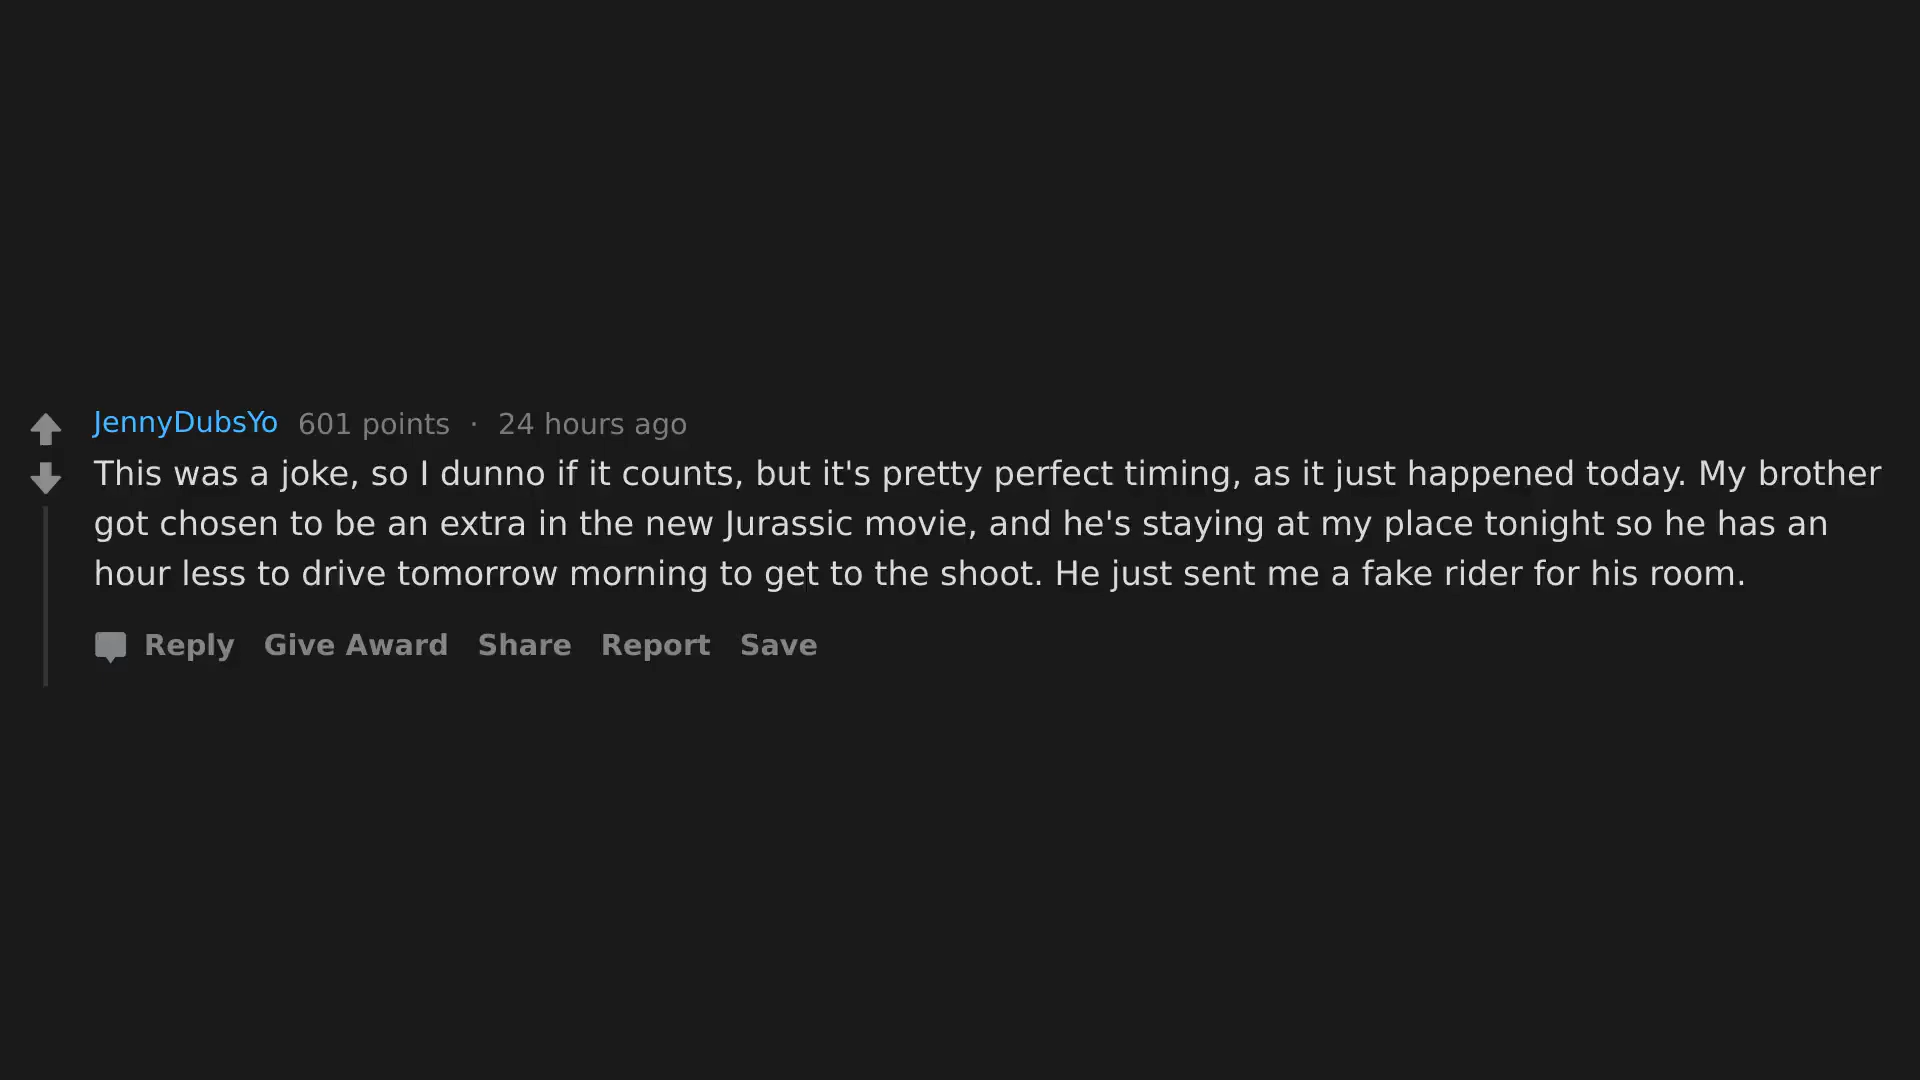 JennyDubsYo 601 points · 24 hours ago
This was a joke, so I dunno if it counts, but it's pretty perfect timing, as it just happened today. My brother
got chosen to be an extra in the new Jurassic movie, and he's staying at my place tonight so he has an
hour less to drive tomorrow morning to get to the shoot. He just sent me a fake rider for his room.
Reply Give Award Share Report Save